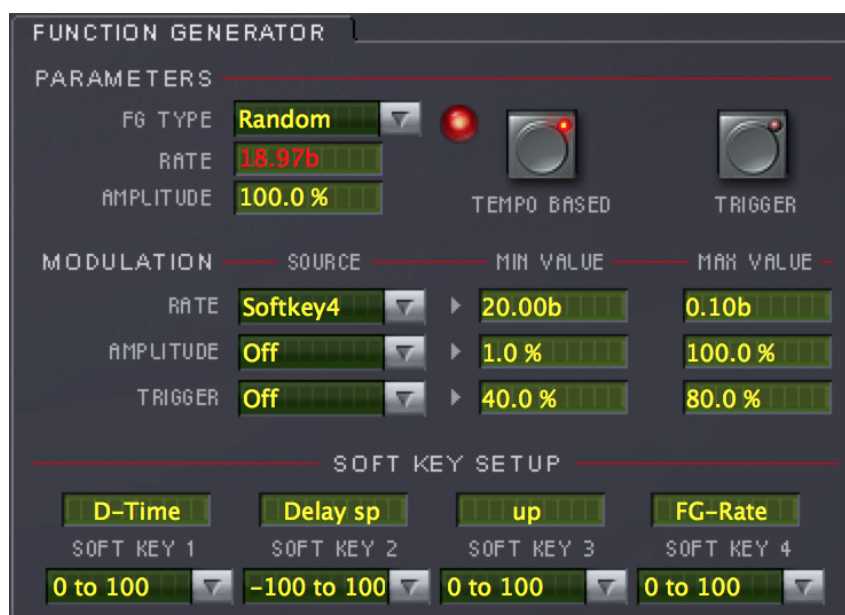 FUNCTION GENERATOR
PARAMETERS
FG TYPE Random
RATE 18.97b
AMPLITUDE 100.0 %
TEMPO BASED TRIGGER
MODULATION SOURCE MIN VALUE MAX VALUE
RATE Softkey4 20.00b 0.10b
AMPLITUDE Off 1.0 % 100.0 %
TRIGGER Off 40.0 % 80.0 %
SOFT KEY SETUP
D-Time Delay sp up FG-Rate
SOFT KEY 1 SOFT KEY 2 SOFT KEY 3 SOFT KEY 4
0 to 100 -100 to 100 0 to 100 0 to 100